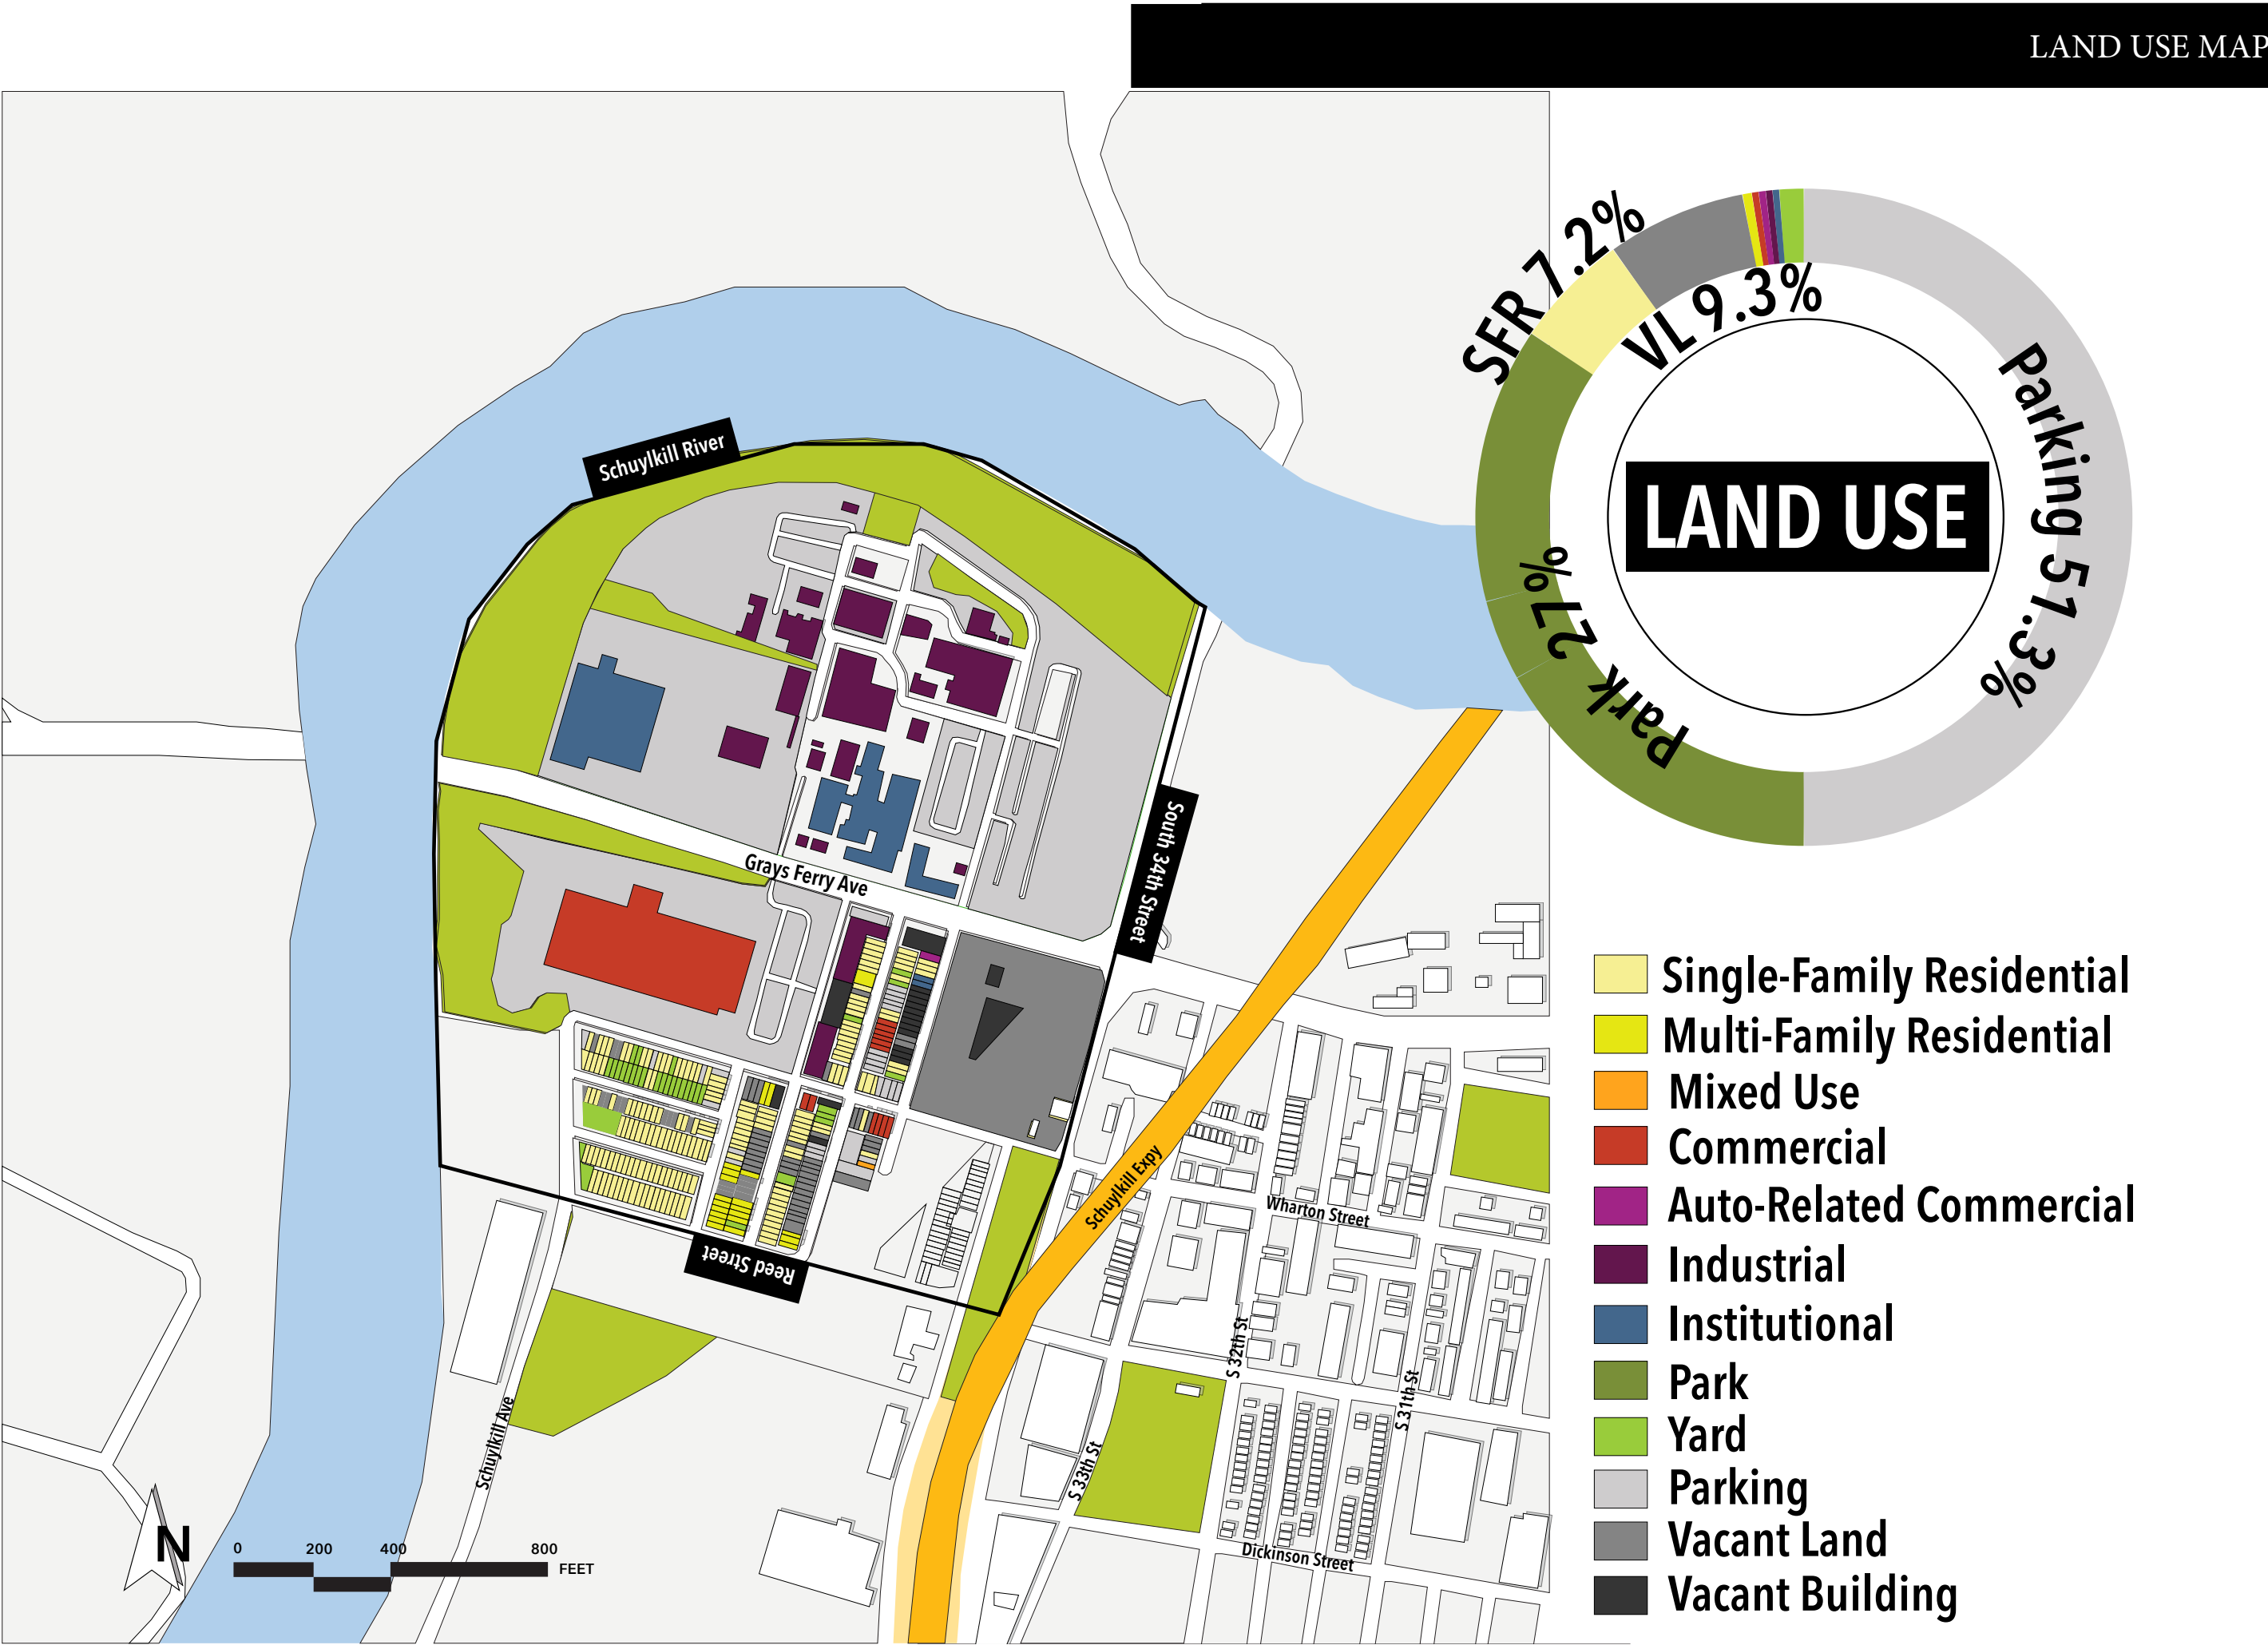 LAND USE MAP
SFR 7.2%
VL 9.3%
Parking 51.3%
Park 27%
LAND USE
Schuylkill River
South 34th Street
Grays Ferry Ave
Reed Street
Schuylkill Expy
Wharton Street
S 32th St
S 31th St
S 33th St
Schuylkill Ave
Dickinson Street
N
0 200 400 800
FEET
Single-Family Residential
Multi-Family Residential
Mixed Use
Commercial
Auto-Related Commercial
Industrial
Institutional
Park
Yard
Parking
Vacant Land
Vacant Building